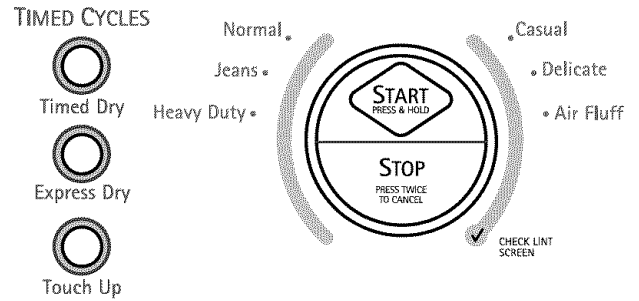 TIMED CYCLES
Timed Dry
Express Dry
Touch Up
Normal
Jeans
Heavy Duty
START
PRESS & HOLD
STOP
PRESS TWICE
TO CANCEL
Casual
Delicate
Air Fluff
CHECK LINT
SCREEN